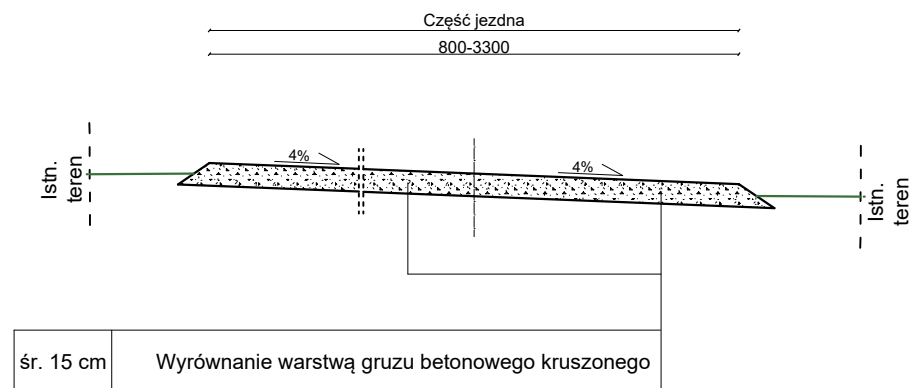 Część jezdna
800-3300
Istn.
teren
4%
4%
Istn.
teren
śr. 15 cm
Wyrównanie warstwą gruzu betonowego kruszonego